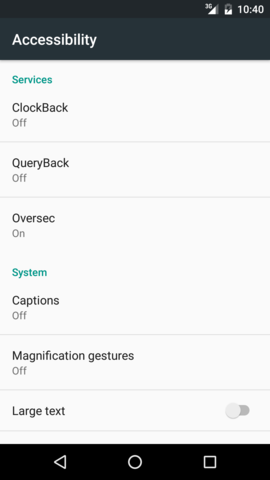 3G 10:40
Accessibility
Services
ClockBack
Off
QueryBack
Off
Oversec
On
System
Captions
Off
Magnification gestures
Off
Large text